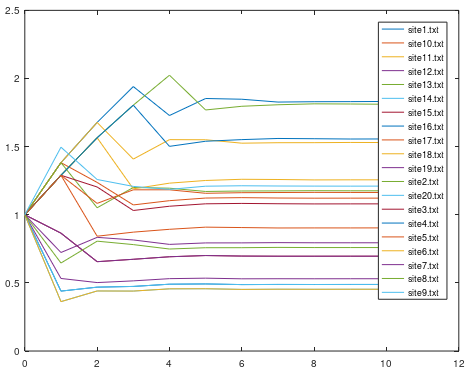 2.5
2
1.5
1
0.5
0
0 2 4 6 8 10 12
site1.txt
site10.txt
site11.txt
site12.txt
site13.txt
site14.txt
site15.txt
site16.txt
site17.txt
site18.txt
site19.txt
site2.txt
site20.txt
site3.txt
site4.txt
site5.txt
site6.txt
site7.txt
site8.txt
site9.txt